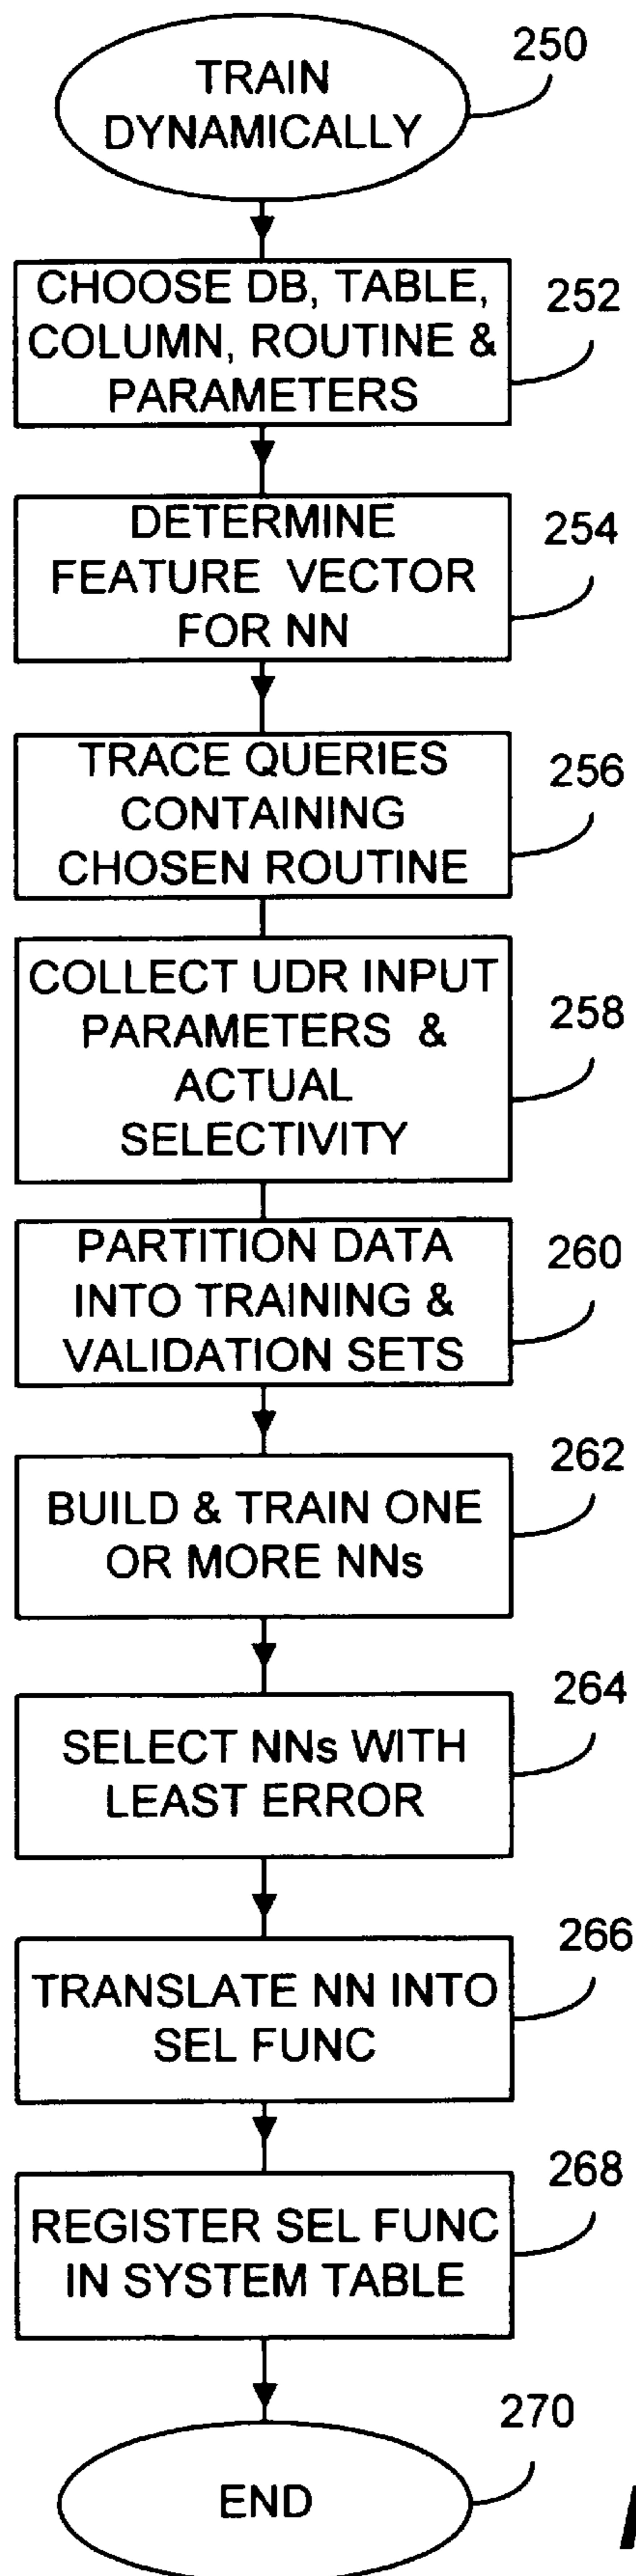 TRAIN
DYNAMICALLY
250
CHOOSE DB, TABLE,
COLUMN, ROUTINE &
PARAMETERS
252
DETERMINE
FEATURE VECTOR
FOR NN
254
TRACE QUERIES
CONTAINING
CHOSEN ROUTINE
256
COLLECT UDR INPUT
PARAMETERS &
ACTUAL
SELECTIVITY
258
PARTITION DATA
INTO TRAINING &
VALIDATION SETS
260
BUILD & TRAIN ONE
OR MORE NNs
262
SELECT NNs WITH
LEAST ERROR
264
TRANSLATE NN INTO
SEL FUNC
266
REGISTER SEL FUNC
IN SYSTEM TABLE
268
END
270